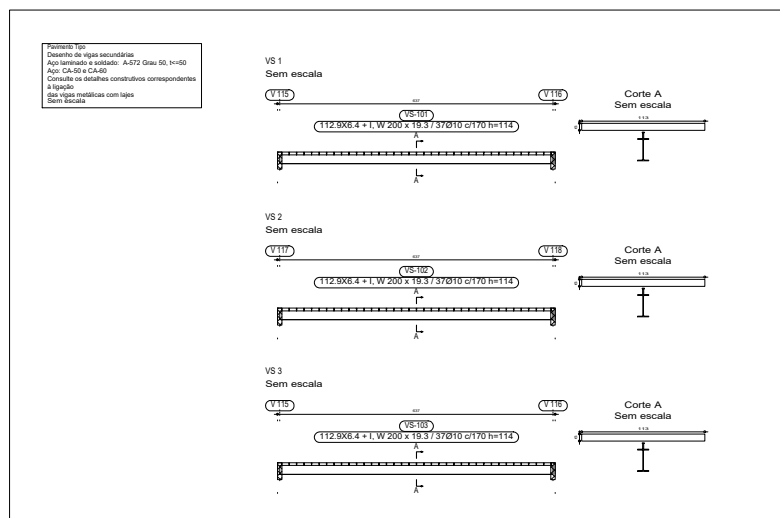 Pavimento Tipo
Desenho de vigas secundárias
Aço laminado e soldado:  A-572 Grau 50, t<=50
Aço: CA-50 e CA-60
Consulte os detalhes construtivos correspondentes
à ligação
das vigas metálicas com lajes
Sem escala
VS 1
Sem escala
V 115
V 116
637
VS-101
112.9X6.4 + I, W 200 x 19.3 / 37Ø10 c/170 h=114
A
A
Corte A
Sem escala
113
VS 2
Sem escala
V 117
V 118
637
VS-102
112.9X6.4 + I, W 200 x 19.3 / 37Ø10 c/170 h=114
A
A
Corte A
Sem escala
113
VS 3
Sem escala
V 115
V 116
637
VS-103
112.9X6.4 + I, W 200 x 19.3 / 37Ø10 c/170 h=114
A
A
Corte A
Sem escala
113